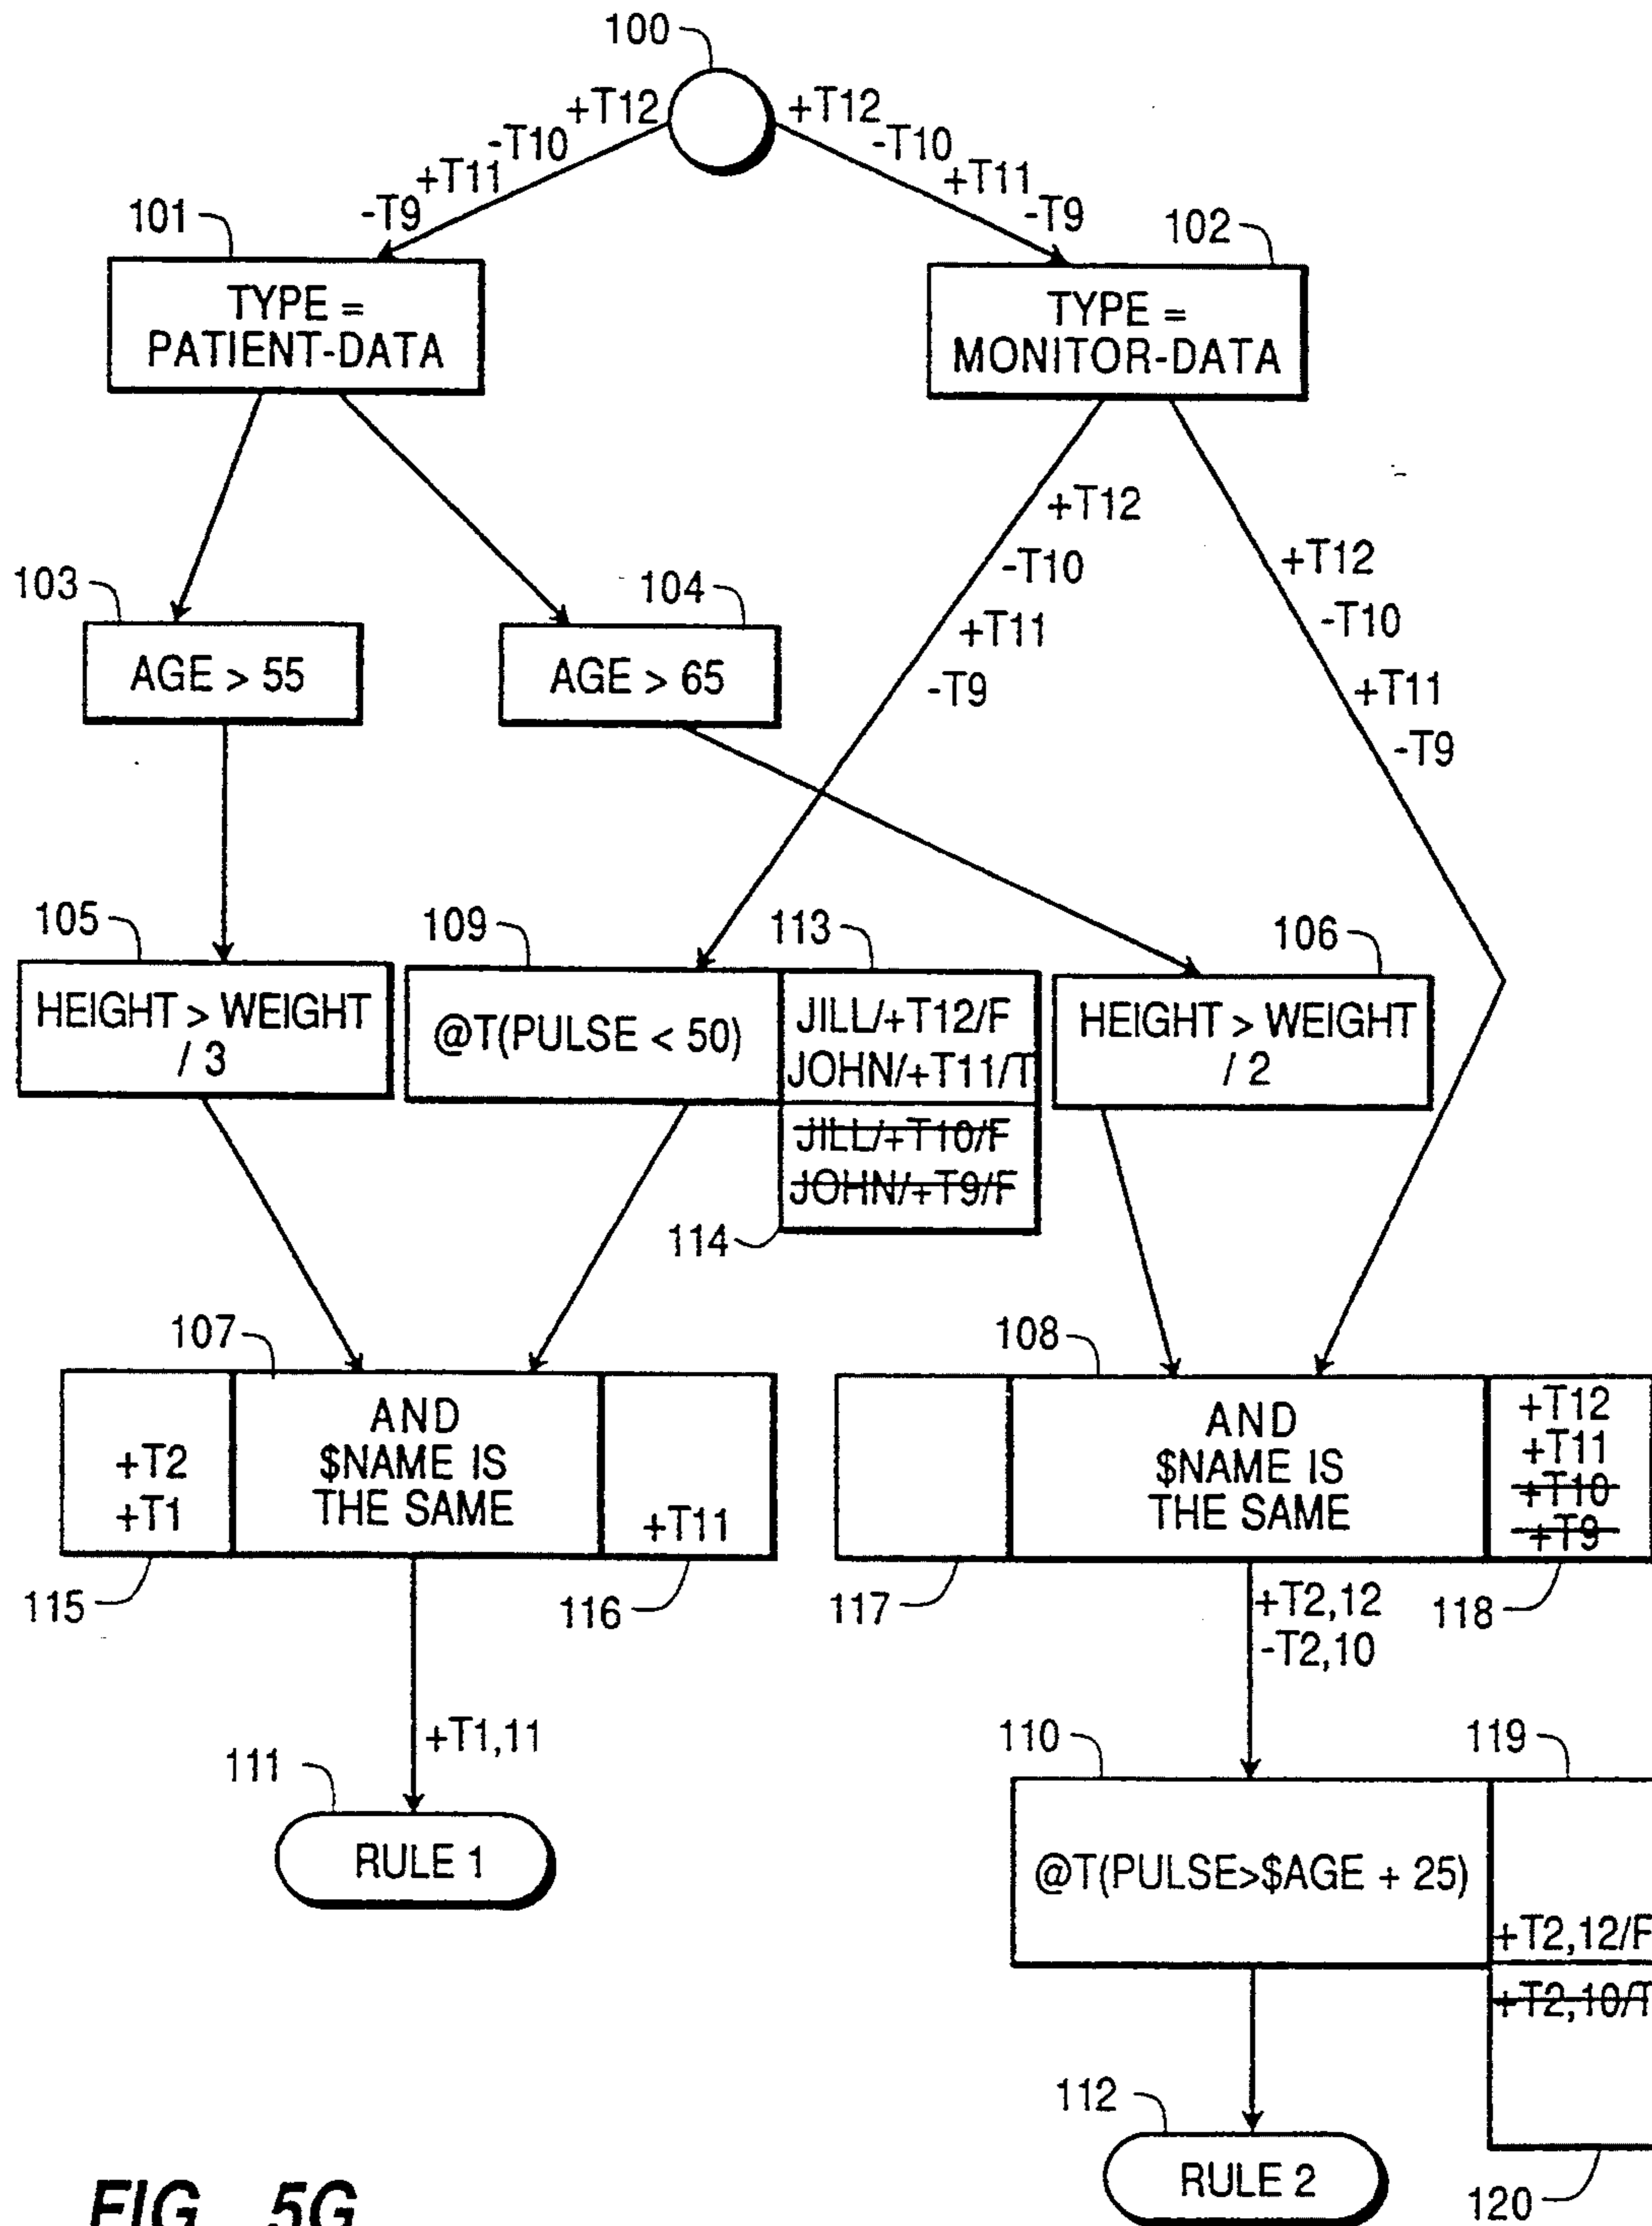 100
+T12
-T10
+T11
-T9
+T12
-T10
+T11
-T9
101
102
TYPE =
PATIENT-DATA
TYPE =
MONITOR-DATA
+T12
-T10
+T11
-T9
+T12
-T10
+T11
-T9
103
104
AGE > 55
AGE > 65
105
109
113
106
HEIGHT > WEIGHT
/ 3
@T(PULSE < 50)
JILL/+T12/F
JOHN/+T11/T
JILL/+T10/F
JOHN/+T9/F
HEIGHT > WEIGHT
/ 2
114
107
108
+T2
+T1
AND
$NAME IS
THE SAME
+T11
AND
$NAME IS
THE SAME
+T12
+T11
+T10
+T9
115
116
117
118
+T2,12
-T2,10
+T1,11
110
119
111
RULE 1
@T(PULSE>$AGE + 25)
+T2,12/F
+T2,10/T
112
RULE 2
120
FIG. 5G